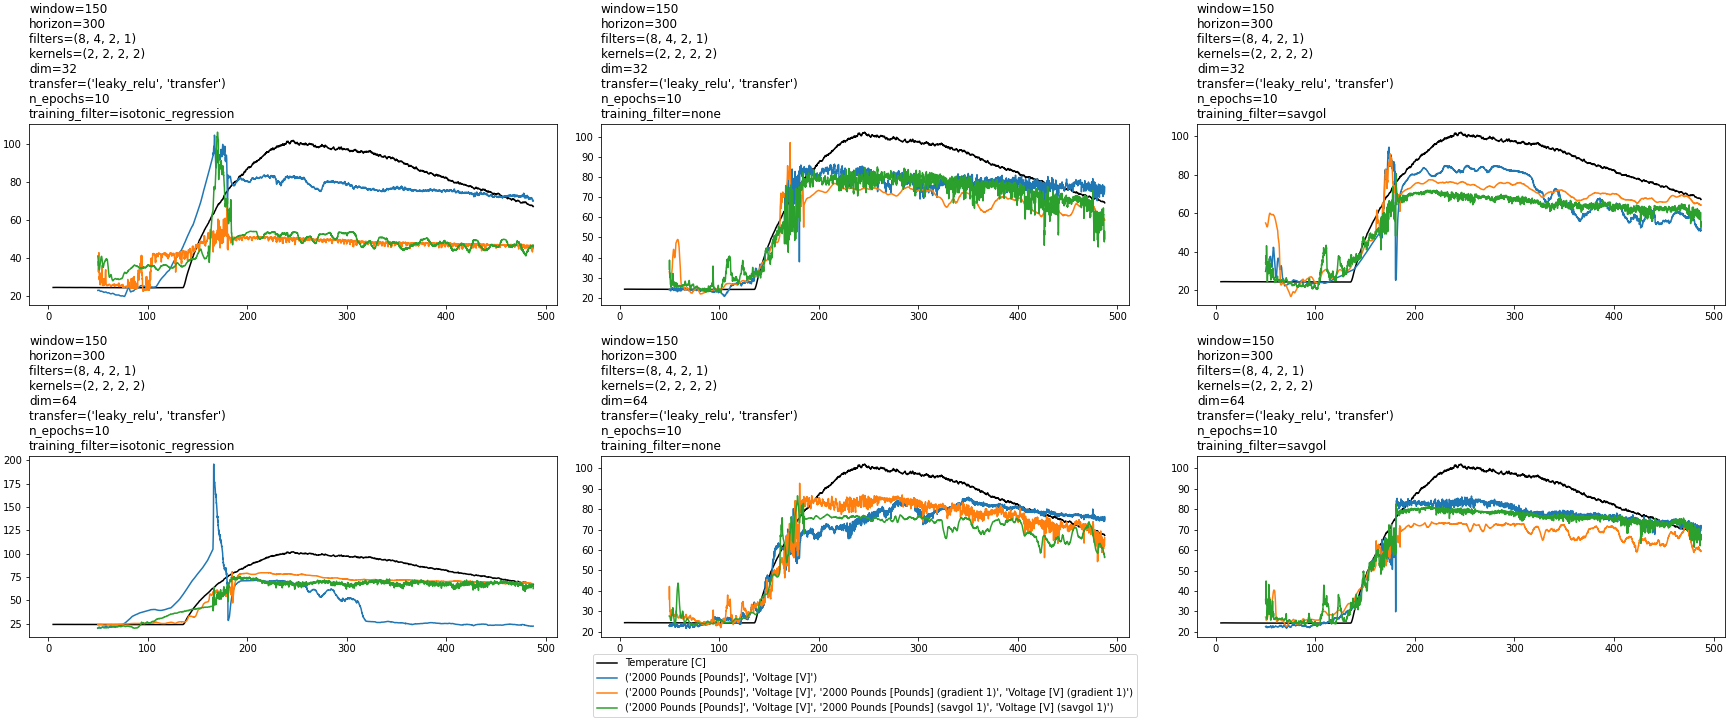 window=150
horizon=300
filters=(8, 4, 2, 1)
kernels=(2, 2, 2, 2)
dim=32
transfer=('leaky_relu', 'transfer')
n_epochs=10
training_filter=isotonic_regression
100
80
60
40
20
0
100
200
300
400
500
window=150
horizon=300
filters=(8, 4, 2, 1)
kernels=(2, 2, 2, 2)
dim=32
transfer=('leaky_relu', 'transfer')
n_epochs=10
training_filter=none
100
90
80
70
60
50
40
30
20
0
100
200
300
400
500
window=150
horizon=300
filters=(8, 4, 2, 1)
kernels=(2, 2, 2, 2)
dim=32
transfer=('leaky_relu', 'transfer')
n_epochs=10
training_filter=savgol
100
80
60
40
20
0
100
200
300
400
500
window=150
horizon=300
filters=(8, 4, 2, 1)
kernels=(2, 2, 2, 2)
dim=64
transfer=('leaky_relu', 'transfer')
n_epochs=10
training_filter=isotonic_regression
200
175
150
125
100
75
50
25
0
100
200
300
400
500
window=150
horizon=300
filters=(8, 4, 2, 1)
kernels=(2, 2, 2, 2)
dim=64
transfer=('leaky_relu', 'transfer')
n_epochs=10
training_filter=none
100
90
80
70
60
50
40
30
20
0
100
200
300
400
500
window=150
horizon=300
filters=(8, 4, 2, 1)
kernels=(2, 2, 2, 2)
dim=64
transfer=('leaky_relu', 'transfer')
n_epochs=10
training_filter=savgol
100
90
80
70
60
50
40
30
20
0
100
200
300
400
500
Temperature [C]
('2000 Pounds [Pounds]', 'Voltage [V]')
('2000 Pounds [Pounds]', 'Voltage [V]', '2000 Pounds [Pounds] (gradient 1)', 'Voltage [V] (gradient 1)')
('2000 Pounds [Pounds]', 'Voltage [V]', '2000 Pounds [Pounds] (savgol 1)', 'Voltage [V] (savgol 1)')